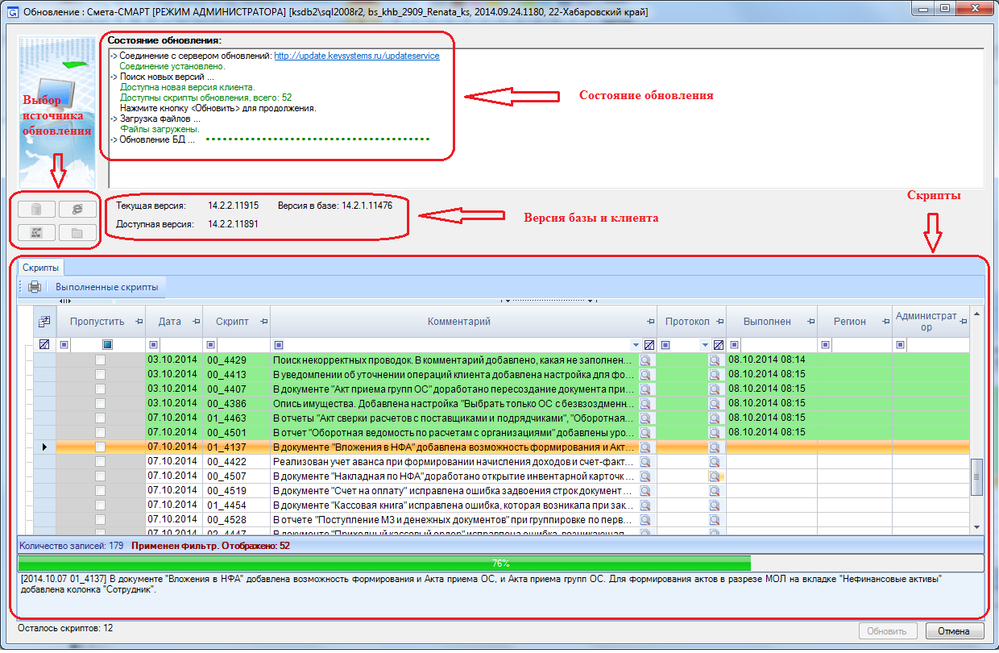 Обновление : Смета-СМАРТ [РЕЖИМ АДМИНИСТРАТОРА] [ksdb2\sql2008r2, bs_khb_2909_Renata_ks, 2014.09.24.1180, 22-Хабаровский край]
Состояние обновления:
-> Соединение с сервером обновлений: http://update.keysystems.ru/updateservice
Соединение установлено.
-> Поиск новых версий ...
Доступна новая версия клиента.
Доступны скрипты обновления, всего: 52
Нажмите кнопку <Обновить> для продолжения.
-> Загрузка файлов ...
Файлы загружены.
-> Обновление БД ...
Состояние обновления
Выбор
источника
обновления
Текущая версия: 14.2.2.11915 Версия в базе: 14.2.1.11476
Доступная версия: 14.2.2.11891
Версия базы и клиента
Скрипты
Скрипты
Выполненные скрипты
Пропустить Дата Скрипт Комментарий Протокол Выполнен Регион Администрат
ор
03.10.2014 00_4429 Поиск некорректных проводок. В комментарий добавлено, какая не заполнен... 08.10.2014 08:14
03.10.2014 00_4413 В уведомлении об уточнении операций клиента добавлена настройка для фо... 08.10.2014 08:15
03.10.2014 00_4407 В документе "Акт приема групп ОС" доработано пересоздание документа при... 08.10.2014 08:15
03.10.2014 00_4386 Опись имущества. Добавлена настройка "Выбрать только ОС с безвозздменн... 08.10.2014 08:15
07.10.2014 01_4463 В отчеты "Акт сверки расчетов с поставщиками и подрядчиками", "Оборотная... 08.10.2014 08:15
07.10.2014 00_4501 В отчет "Оборотная ведомость по расчетам с организациями" добавлены уро... 08.10.2014 08:15
07.10.2014 01_4137 В документе "Вложения в НФА" добавлена возможность формирования и Акт...
07.10.2014 00_4422 Реализован учет аванса при формировании начисления доходов и счет-факт...
07.10.2014 00_4507 В документе "Накладная по НФА" доработано открытие инвентарной карточк...
07.10.2014 00_4519 В документе "Счет на оплату" исправлена ошибка задвоения строк документ...
07.10.2014 01_4454 В документе "Кассовая книга" исправлена ошибка, которая возникала при зак...
07.10.2014 00_4528 В отчете "Поступление МЗ и денежных документов" при группировке по перв...
07.10.2014 02_4447 В документе "Приходный кассовый ордер" исправлена ошибка, возникающая
Количество записей: 179 Применен фильтр. Отображено: 52
76%
[2014.10.07 01_4137] В документе "Вложения в НФА" добавлена возможность формирования и Акта приема ОС, и Акта приема групп ОС. Для формирования актов в разрезе МОЛ на вкладке "Нефинансовые активы"
добавлена колонка "Сотрудник".
Осталось скриптов: 12
Обновить Отмена